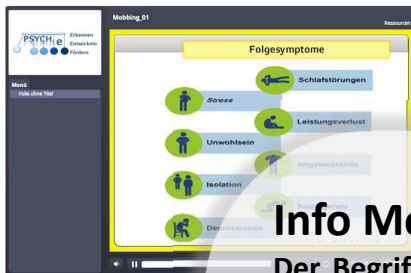 Mobbing_01
Ressourcen
PSYCH.e
Erkennen
Entwickeln
Fördern
Menü
Folie ohne Titel
Folgesymptome
Schlafstörungen
Stress
Leistungsverlust
Unwohlsein
Angstzustände
Isolation
Depressionen
Info Mo
Der Begrif